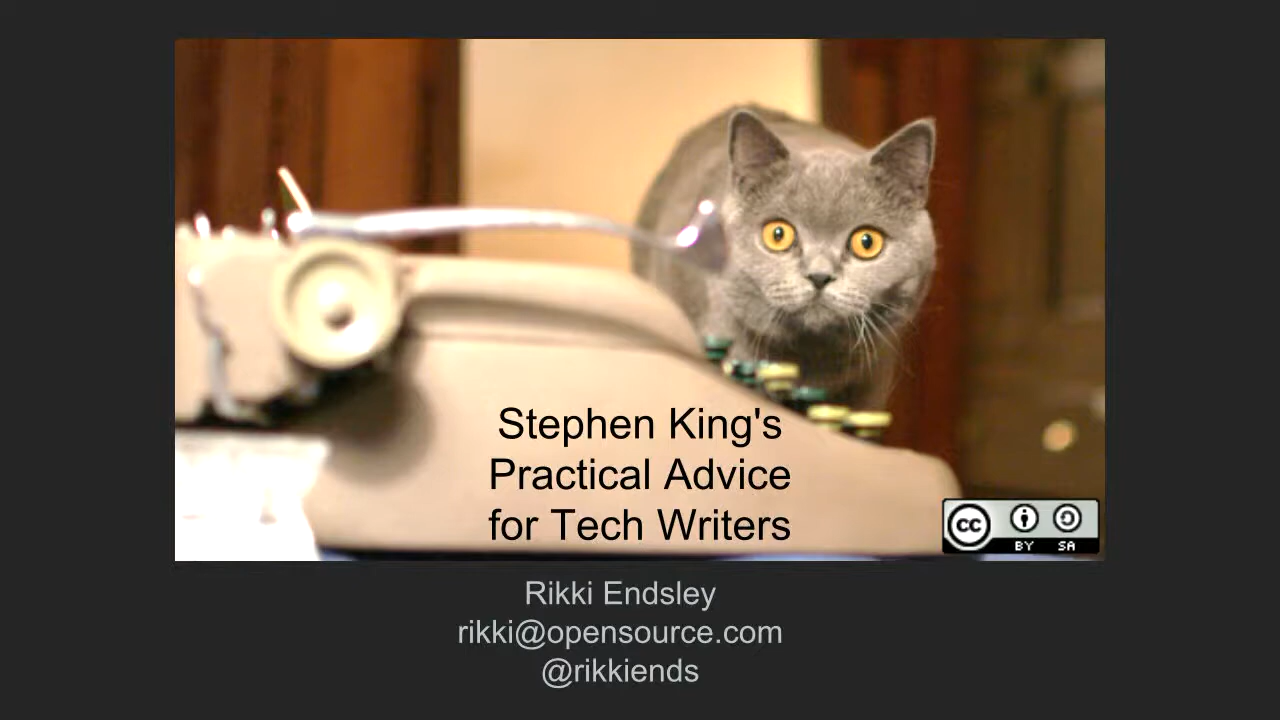 Stephen King's
Practical Advice
for Tech Writers
cc
BY SA
Rikki Endsley
rikki@opensource.com
@rikkiends